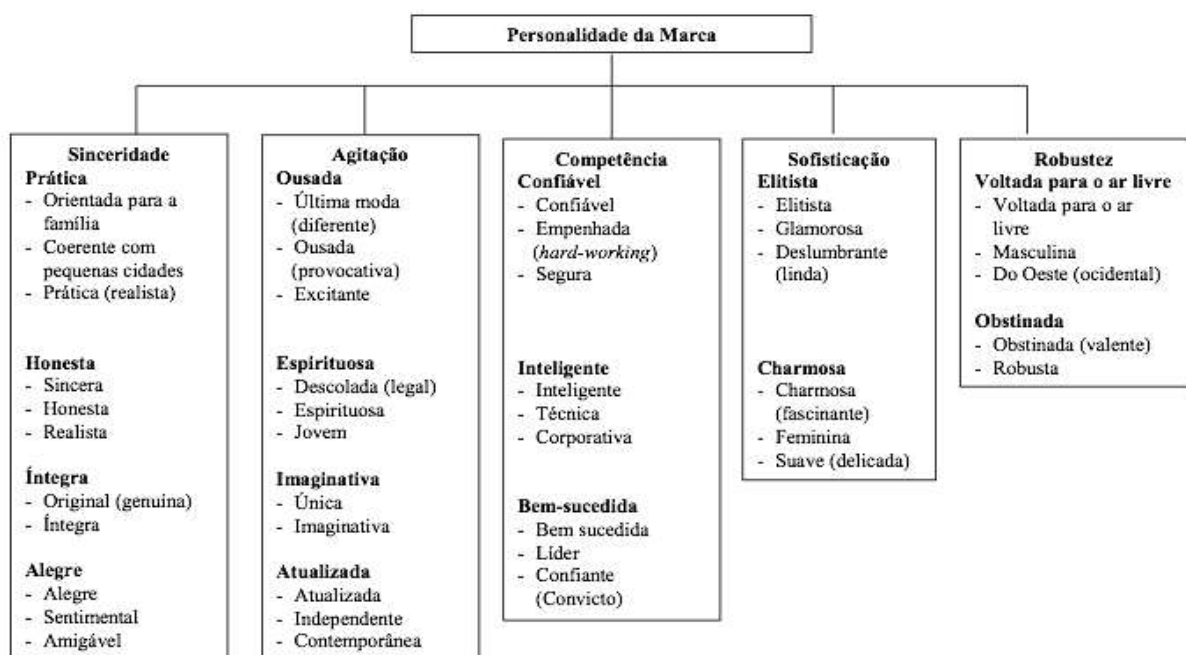 Personalidade da Marca
Sinceridade
Prática
- Orientada para a
família
- Coerente com
pequenas cidades
- Prática (realista)
Honesta
- Sincera
- Honesta
- Realista
Íntegra
- Original (genuina)
- Íntegra
Alegre
- Alegre
- Sentimental
- Amigável
Agitação
Ousada
- Última moda
(diferente)
- Ousada
(provocativa)
- Excitante
Espirituosa
- Descolada (legal)
- Espirituosa
- Jovem
Imaginativa
- Única
- Imaginativa
Atualizada
- Atualizada
- Independente
- Contemporânea
Competência
Confiável
- Confiável
- Empenhada
(hard-working)
- Segura
Inteligente
- Inteligente
- Técnica
- Corporativa
Bem-sucedida
- Bem sucedida
- Líder
- Confiante
(Convicto)
Sofisticação
Elitista
- Elitista
- Glamorosa
- Deslumbrante
(linda)
Charmosa
- Charmosa
(fascinante)
- Feminina
- Suave (delicada)
Robustez
Voltada para o ar livre
- Voltada para o ar
livre
- Masculina
- Do Oeste (ocidental)
Obstinada
- Obstinada (valente)
- Robusta